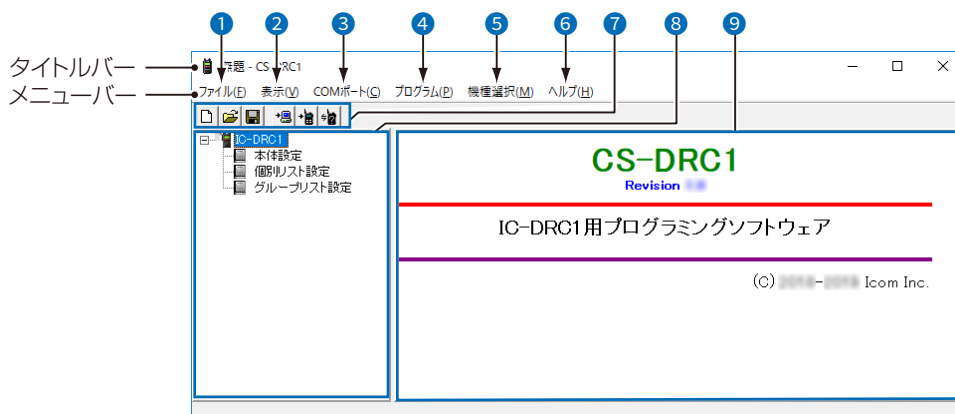 1 2 3 4 5 6 7 8 9
タイトルバー
無題 - CS-DRC1
メニューバー
ファイル(F) 表示(V) COMポート(C) プログラム(P) 機種選択(M) ヘルプ(H)
IC-DRC1
本体設定
個別リスト設定
グループリスト設定
CS-DRC1
Revision
IC-DRC1用プログラミングソフトウェア
(C) - Icom Inc.